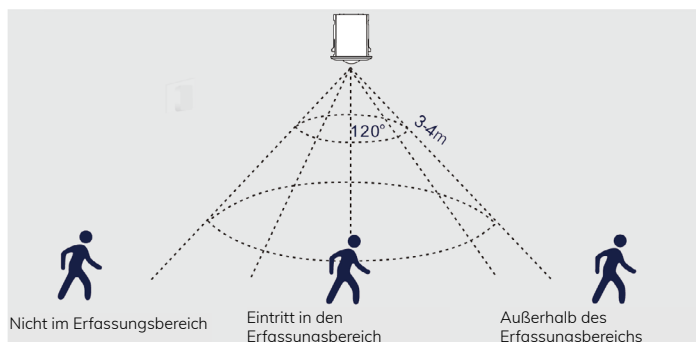 120°
3-4m
Nicht im Erfassungsbereich
Eintritt in den
Erfassungsbereich
Außerhalb des
Erfassungsbereichs